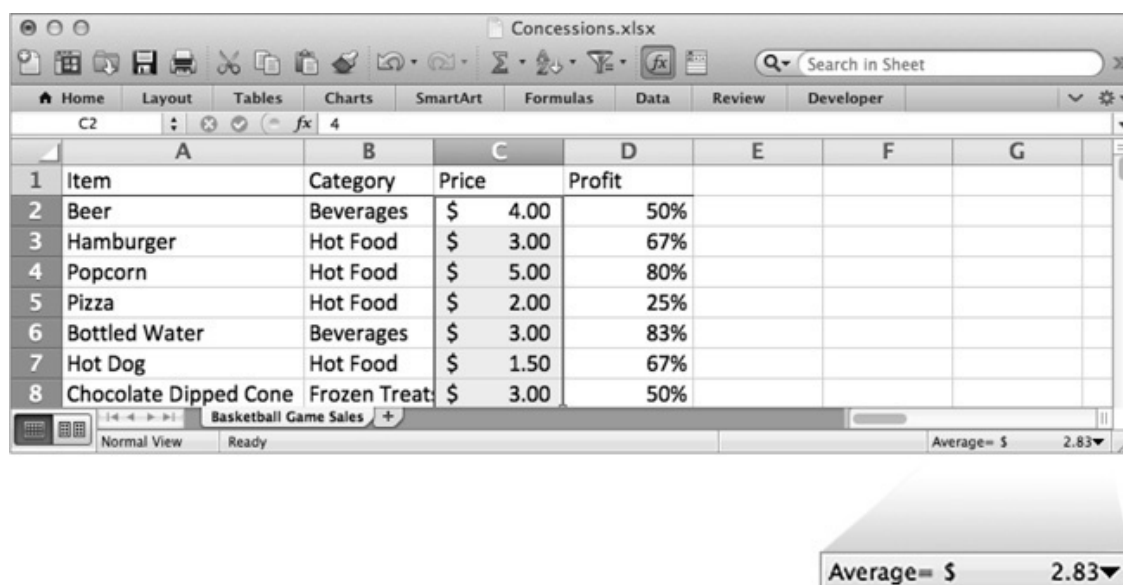 Concessions.xlsx
fx
Search in Sheet
Home Layout Tables Charts SmartArt Formulas Data Review Developer
C2 fx 4
A B C D E F G
1 Item Category Price Profit
2 Beer Beverages $ 4.00 50%
3 Hamburger Hot Food $ 3.00 67%
4 Popcorn Hot Food $ 5.00 80%
5 Pizza Hot Food $ 2.00 25%
6 Bottled Water Beverages $ 3.00 83%
7 Hot Dog Hot Food $ 1.50 67%
8 Chocolate Dipped Cone Frozen Treats $ 3.00 50%
Basketball Game Sales +
Normal View Ready Average= $ 2.83
Average= $ 2.83